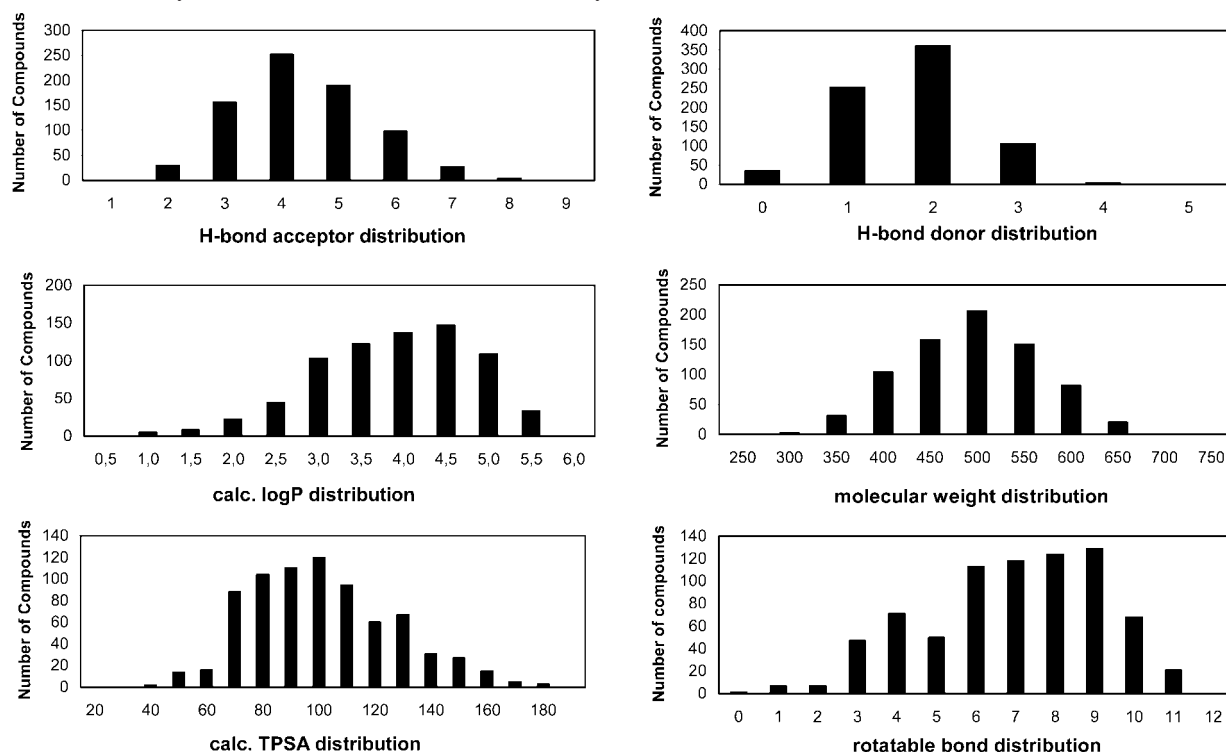 Number of Compounds
300
250
200
150
100
50
0
1 2 3 4 5 6 7 8 9
H-bond acceptor distribution
Number of Compounds
400
350
300
250
200
150
100
50
0
0 1 2 3 4 5
H-bond donor distribution
Number of Compounds
200
150
100
50
0
0,5 1,0 1,5 2,0 2,5 3,0 3,5 4,0 4,5 5,0 5,5 6,0
calc. logP distribution
Number of Compounds
250
200
150
100
50
0
250 300 350 400 450 500 550 600 650 700 750
molecular weight distribution
Number of Compounds
140
120
100
80
60
40
20
0
20 40 60 80 100 120 140 160 180
calc. TPSA distribution
Number of compounds
140
120
100
80
60
40
20
0
0 1 2 3 4 5 6 7 8 9 10 11 12
rotatable bond distribution